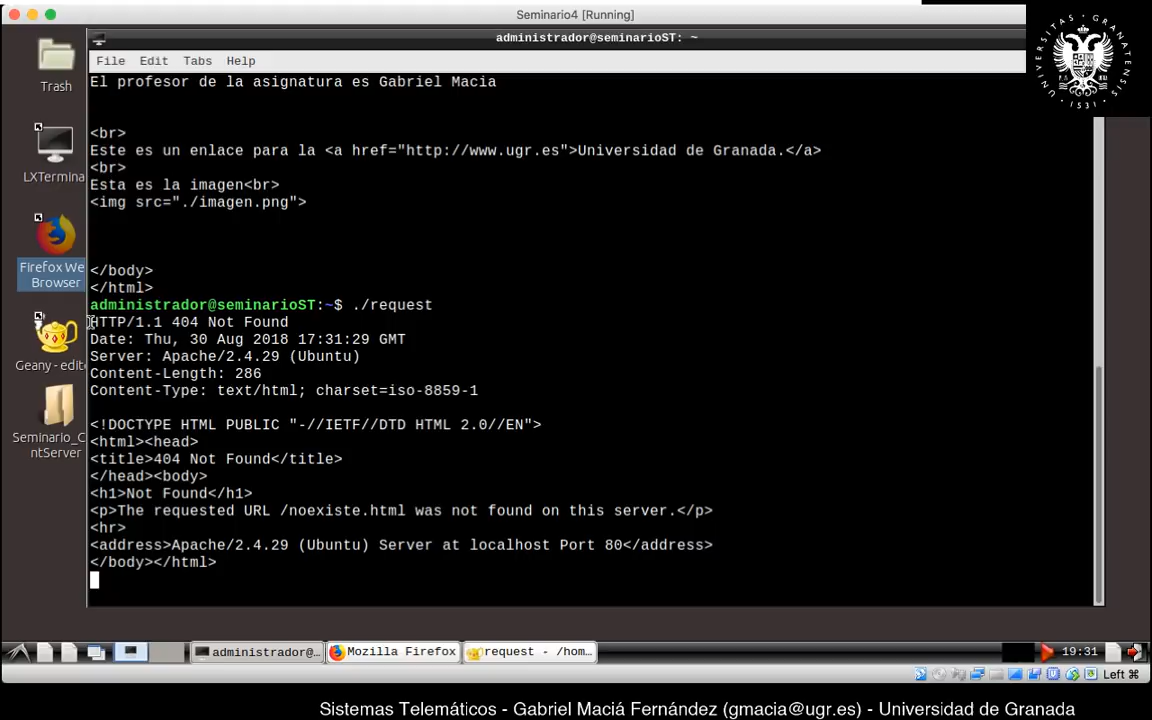 Seminario4 [Running]
administrador@seminarioST: ~
File Edit Tabs Help
Trash
LXTermina
Firefox We
Browser
Geany - edit
Seminario_C
ntServer
El profesor de la asignatura es Gabriel Macia
<br>
Este es un enlace para la <a href="http://www.ugr.es">Universidad de Granada.</a>
<br>
Esta es la imagen<br>
<img src="./imagen.png">
</body>
</html>
administrador@seminarioST:~$ ./request
HTTP/1.1 404 Not Found
Date: Thu, 30 Aug 2018 17:31:29 GMT
Server: Apache/2.4.29 (Ubuntu)
Content-Length: 286
Content-Type: text/html; charset=iso-8859-1
<!DOCTYPE HTML PUBLIC "-//IETF//DTD HTML 2.0//EN">
<html><head>
<title>404 Not Found</title>
</head><body>
<h1>Not Found</h1>
<p>The requested URL /noexiste.html was not found on this server.</p>
<hr>
<address>Apache/2.4.29 (Ubuntu) Server at localhost Port 80</address>
</body></html>
administrador@...
Mozilla Firefox
request - /hom...
19:31
Left ⌘
UNIVERSITAS GRANATENSIS
1531
Sistemas Telemáticos - Gabriel Maciá Fernández (gmacia@ugr.es) - Universidad de Granada